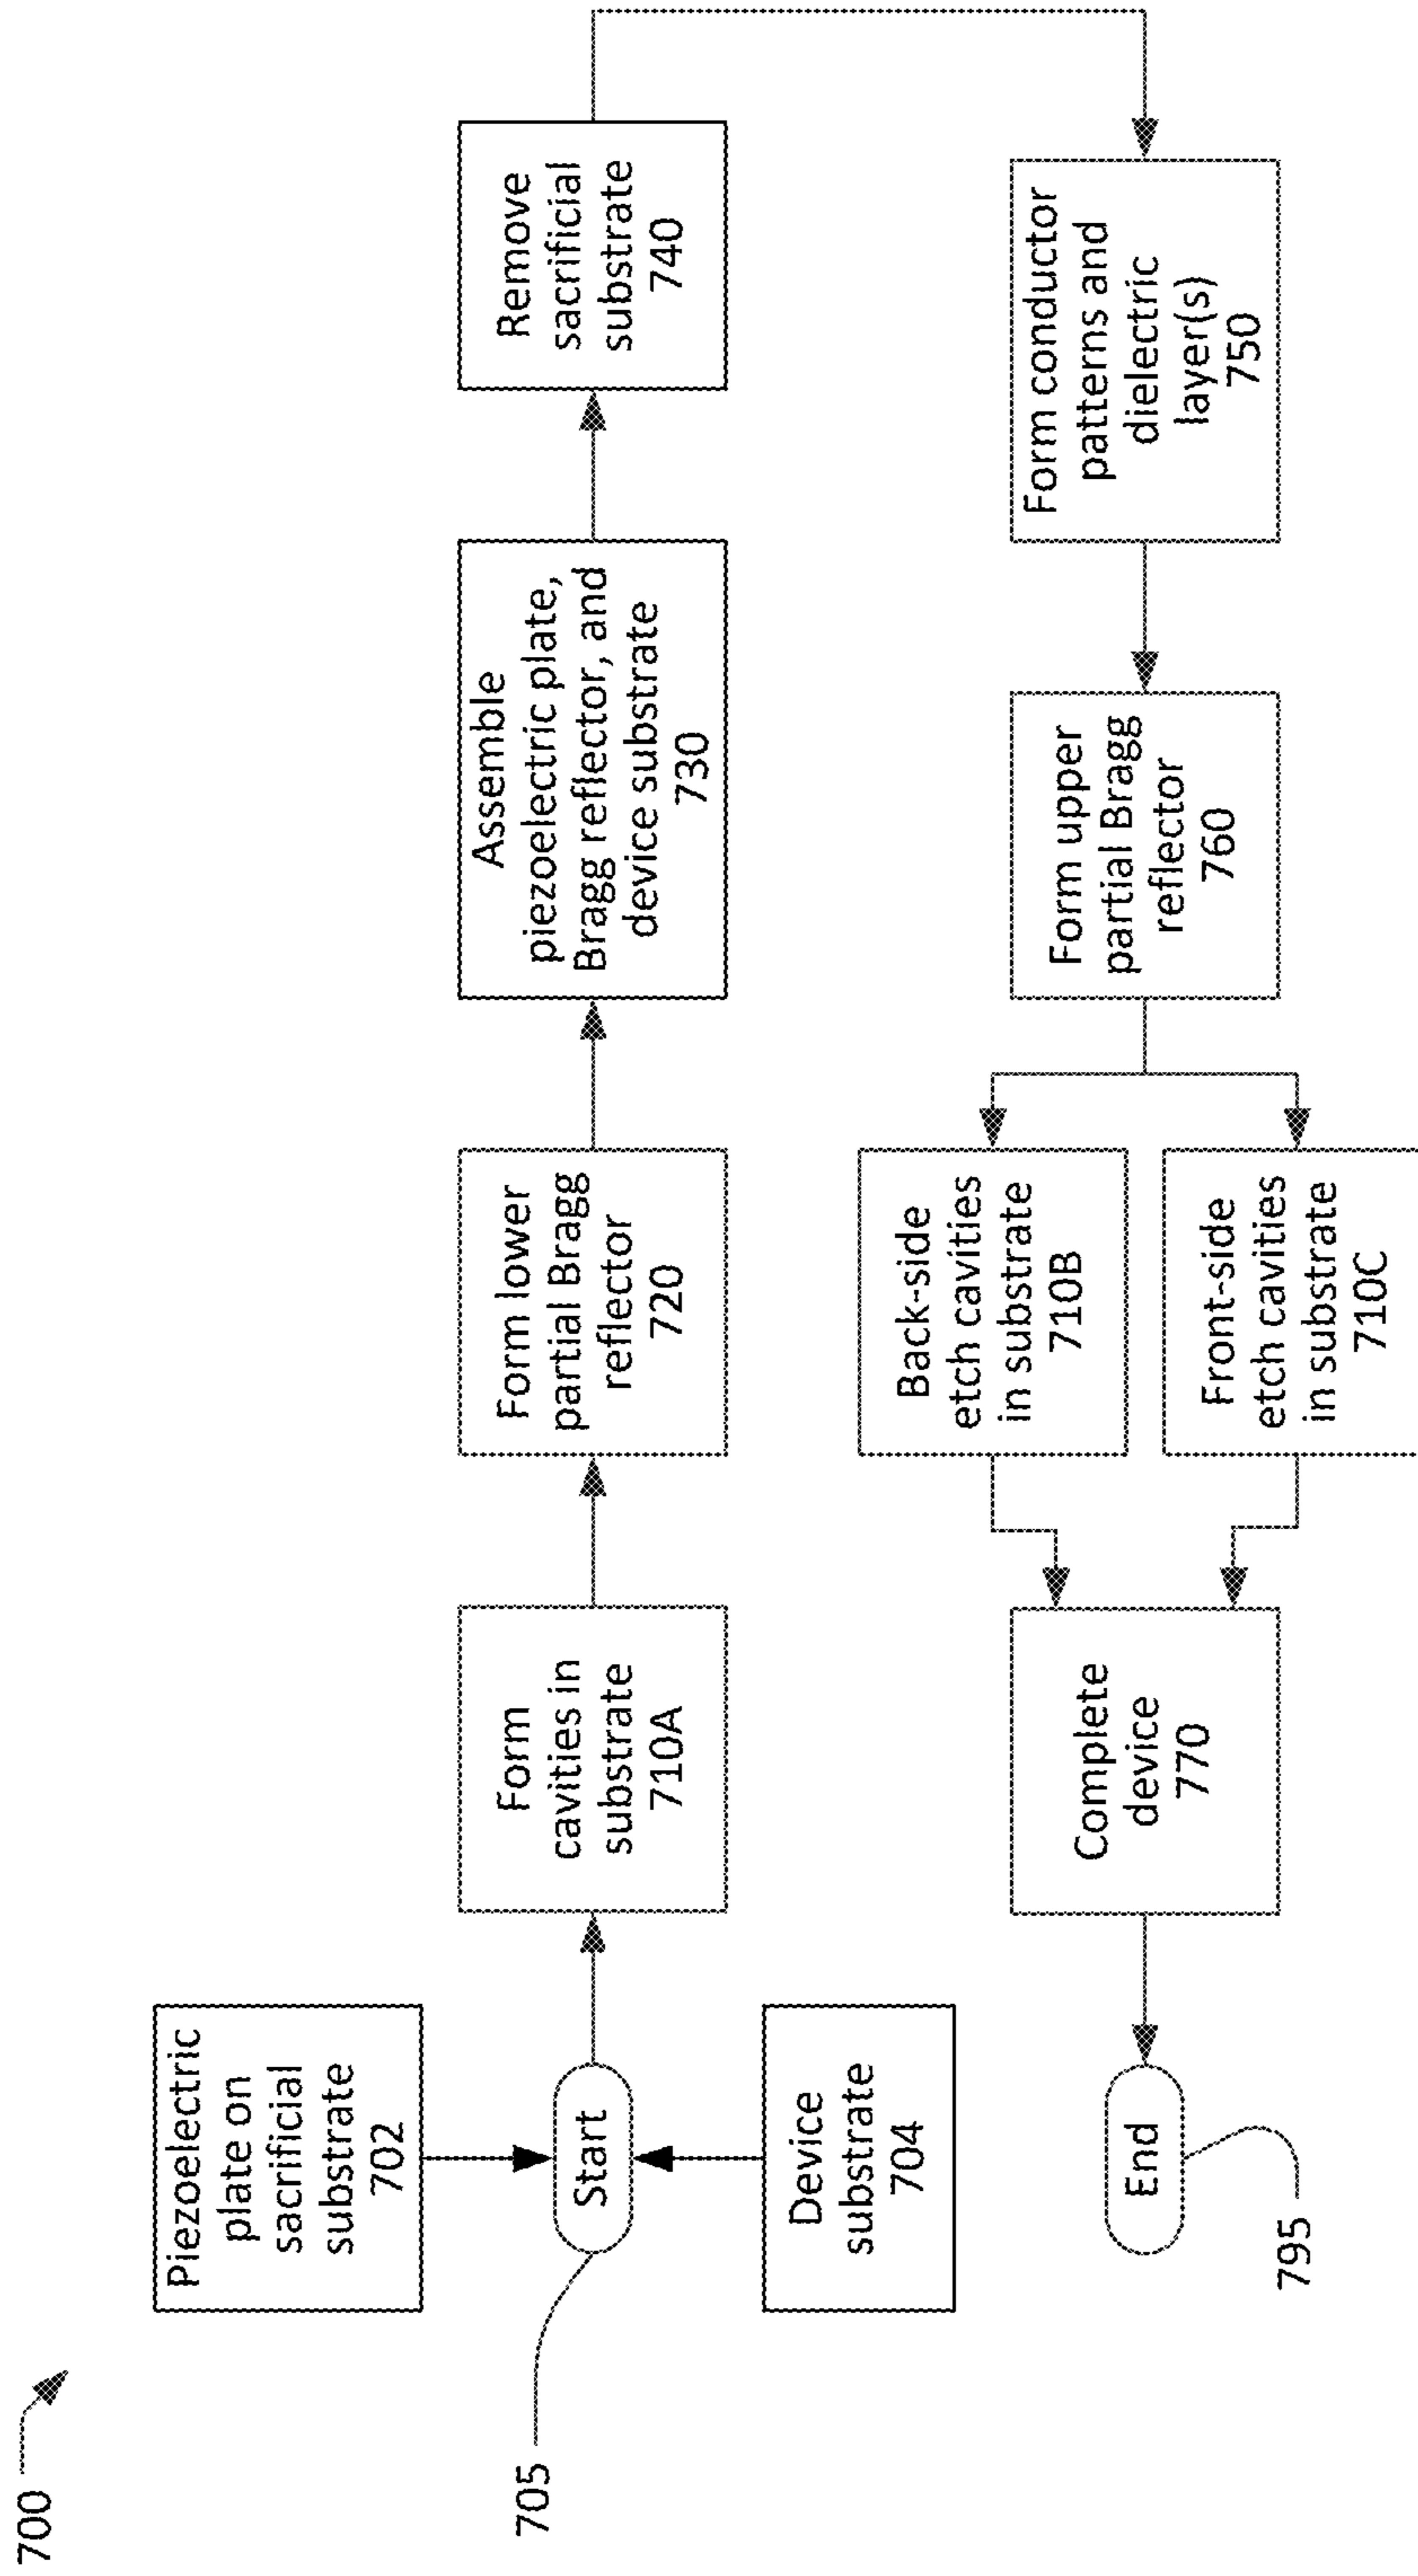 700
Piezoelectric
plate on
sacrificial
substrate
702
705
Start
Device
substrate
704
Form
cavities in
substrate
710A
Form lower
partial Bragg
reflector
720
Assemble
piezoelectric plate,
Bragg reflector, and
device substrate
730
Remove
sacrificial
substrate
740
Form conductor
patterns and
dielectric
layer(s)
750
Form upper
partial Bragg
reflector
760
Back-side
etch cavities
in substrate
710B
Front-side
etch cavities
in substrate
710C
Complete
device
770
End
795